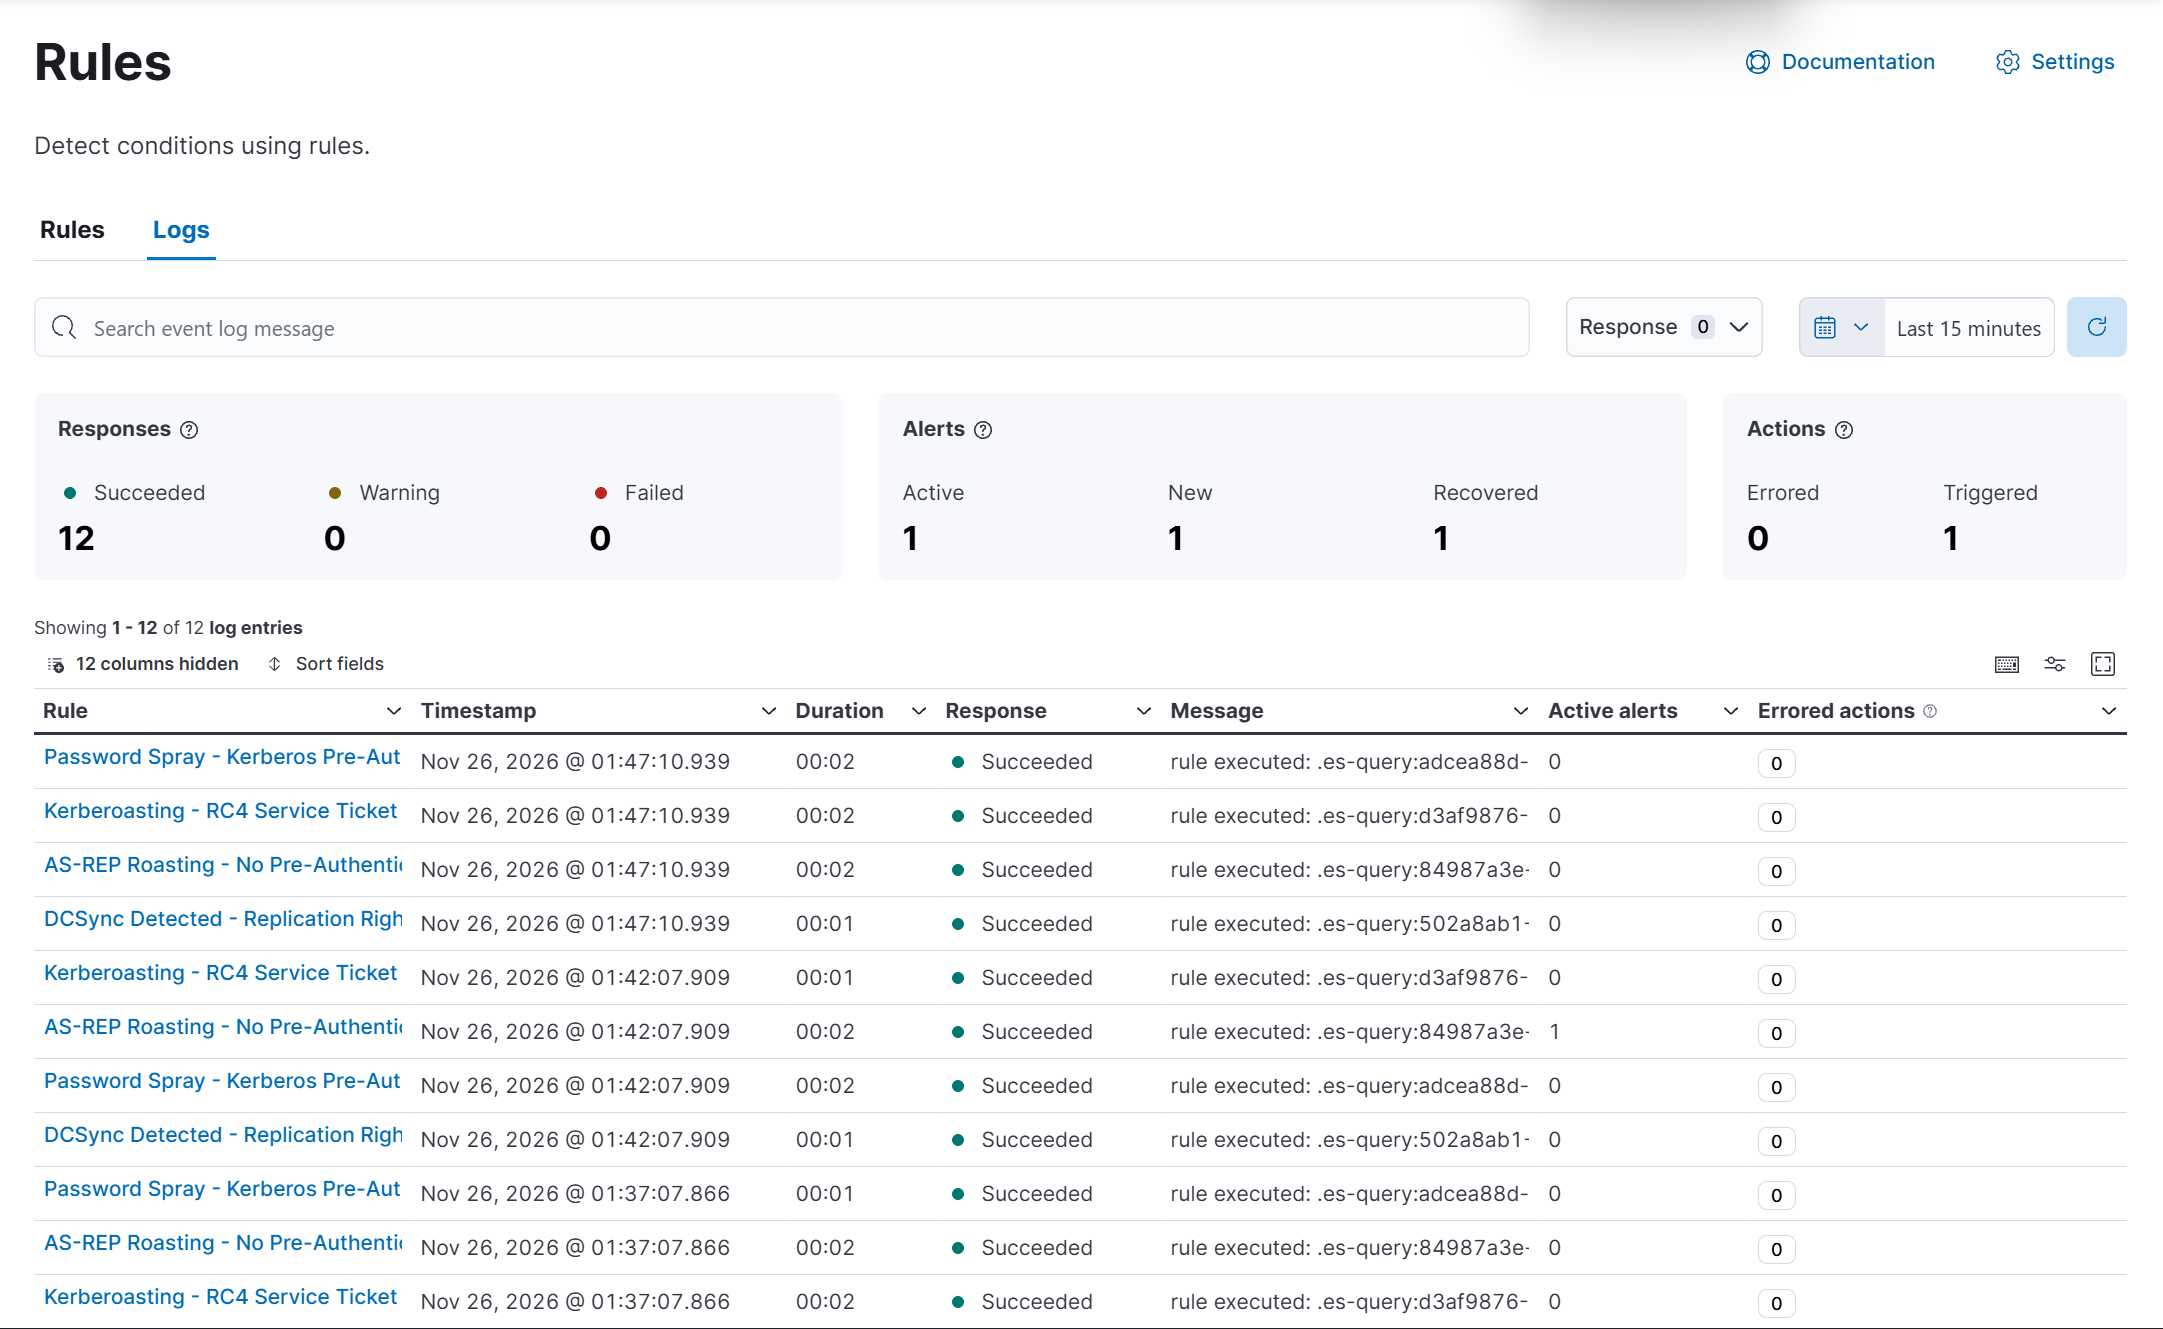 Rules
Documentation
Settings
Detect conditions using rules.
Rules Logs
Search event log message
Response 0
Last 15 minutes
Responses
Succeeded Warning Failed
12 0 0
Alerts
Active New Recovered
1 1 1
Actions
Errored Triggered
0 1
Showing 1 - 12 of 12 log entries
12 columns hidden Sort fields
Rule Timestamp Duration Response Message Active alerts Errored actions
Password Spray - Kerberos Pre-Aut Nov 26, 2026 @ 01:47:10.939 00:02 Succeeded rule executed: .es-query:adcea88d- 0 0
Kerberoasting - RC4 Service Ticket Nov 26, 2026 @ 01:47:10.939 00:02 Succeeded rule executed: .es-query:d3af9876- 0 0
AS-REP Roasting - No Pre-Authenti Nov 26, 2026 @ 01:47:10.939 00:02 Succeeded rule executed: .es-query:84987a3e- 0 0
DCSync Detected - Replication Righ Nov 26, 2026 @ 01:47:10.939 00:01 Succeeded rule executed: .es-query:502a8ab1- 0 0
Kerberoasting - RC4 Service Ticket Nov 26, 2026 @ 01:42:07.909 00:01 Succeeded rule executed: .es-query:d3af9876- 0 0
AS-REP Roasting - No Pre-Authenti Nov 26, 2026 @ 01:42:07.909 00:02 Succeeded rule executed: .es-query:84987a3e- 1 0
Password Spray - Kerberos Pre-Aut Nov 26, 2026 @ 01:42:07.909 00:02 Succeeded rule executed: .es-query:adcea88d- 0 0
DCSync Detected - Replication Righ Nov 26, 2026 @ 01:42:07.909 00:01 Succeeded rule executed: .es-query:502a8ab1- 0 0
Password Spray - Kerberos Pre-Aut Nov 26, 2026 @ 01:37:07.866 00:01 Succeeded rule executed: .es-query:adcea88d- 0 0
AS-REP Roasting - No Pre-Authenti Nov 26, 2026 @ 01:37:07.866 00:02 Succeeded rule executed: .es-query:84987a3e- 0 0
Kerberoasting - RC4 Service Ticket Nov 26, 2026 @ 01:37:07.866 00:02 Succeeded rule executed: .es-query:d3af9876- 0 0